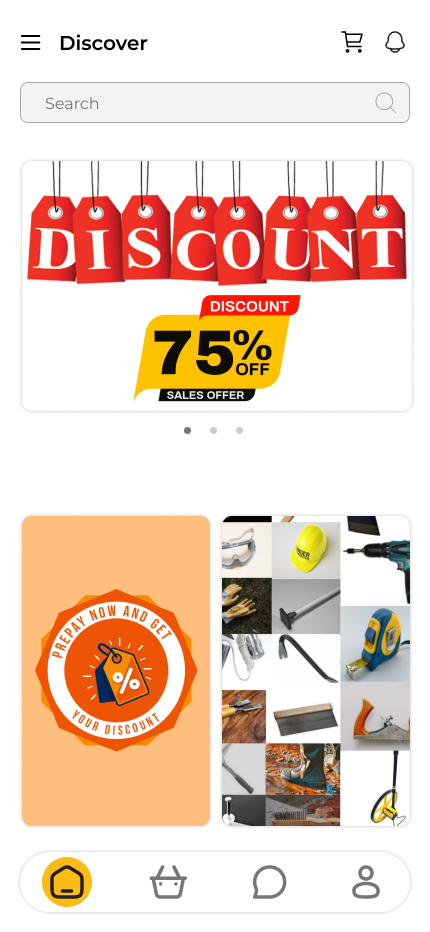 Discover
Search
DISCOUNT
DISCOUNT
75%
OFF
SALES OFFER
PREPAY NOW AND GET
YOUR DISCOUNT